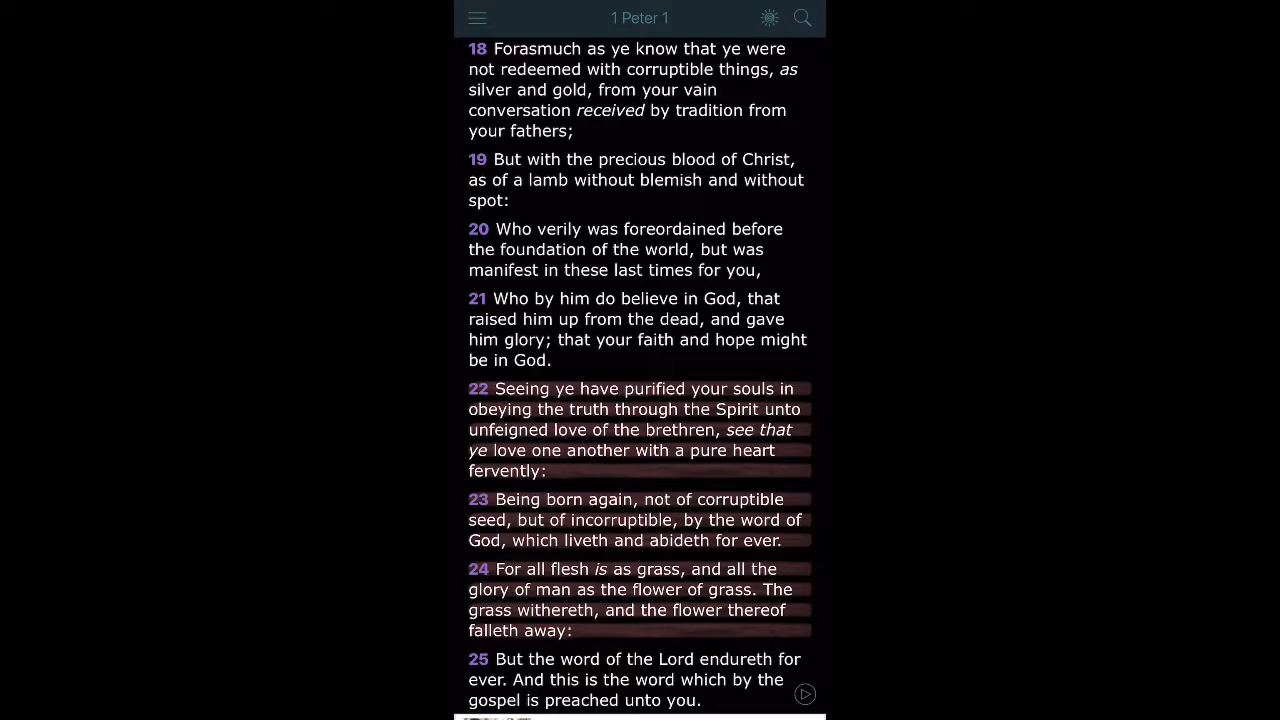 1 Peter 1
18 Forasmuch as ye know that ye were
not redeemed with corruptible things, as
silver and gold, from your vain
conversation received by tradition from
your fathers;
19 But with the precious blood of Christ,
as of a lamb without blemish and without
spot:
20 Who verily was foreordained before
the foundation of the world, but was
manifest in these last times for you,
21 Who by him do believe in God, that
raised him up from the dead, and gave
him glory; that your faith and hope might
be in God.
22 Seeing ye have purified your souls in
obeying the truth through the Spirit unto
unfeigned love of the brethren, see that
ye love one another with a pure heart
fervently:
23 Being born again, not of corruptible
seed, but of incorruptible, by the word of
God, which liveth and abideth for ever.
24 For all flesh is as grass, and all the
glory of man as the flower of grass. The
grass withereth, and the flower thereof
falleth away:
25 But the word of the Lord endureth for
ever. And this is the word which by the
gospel is preached unto you.